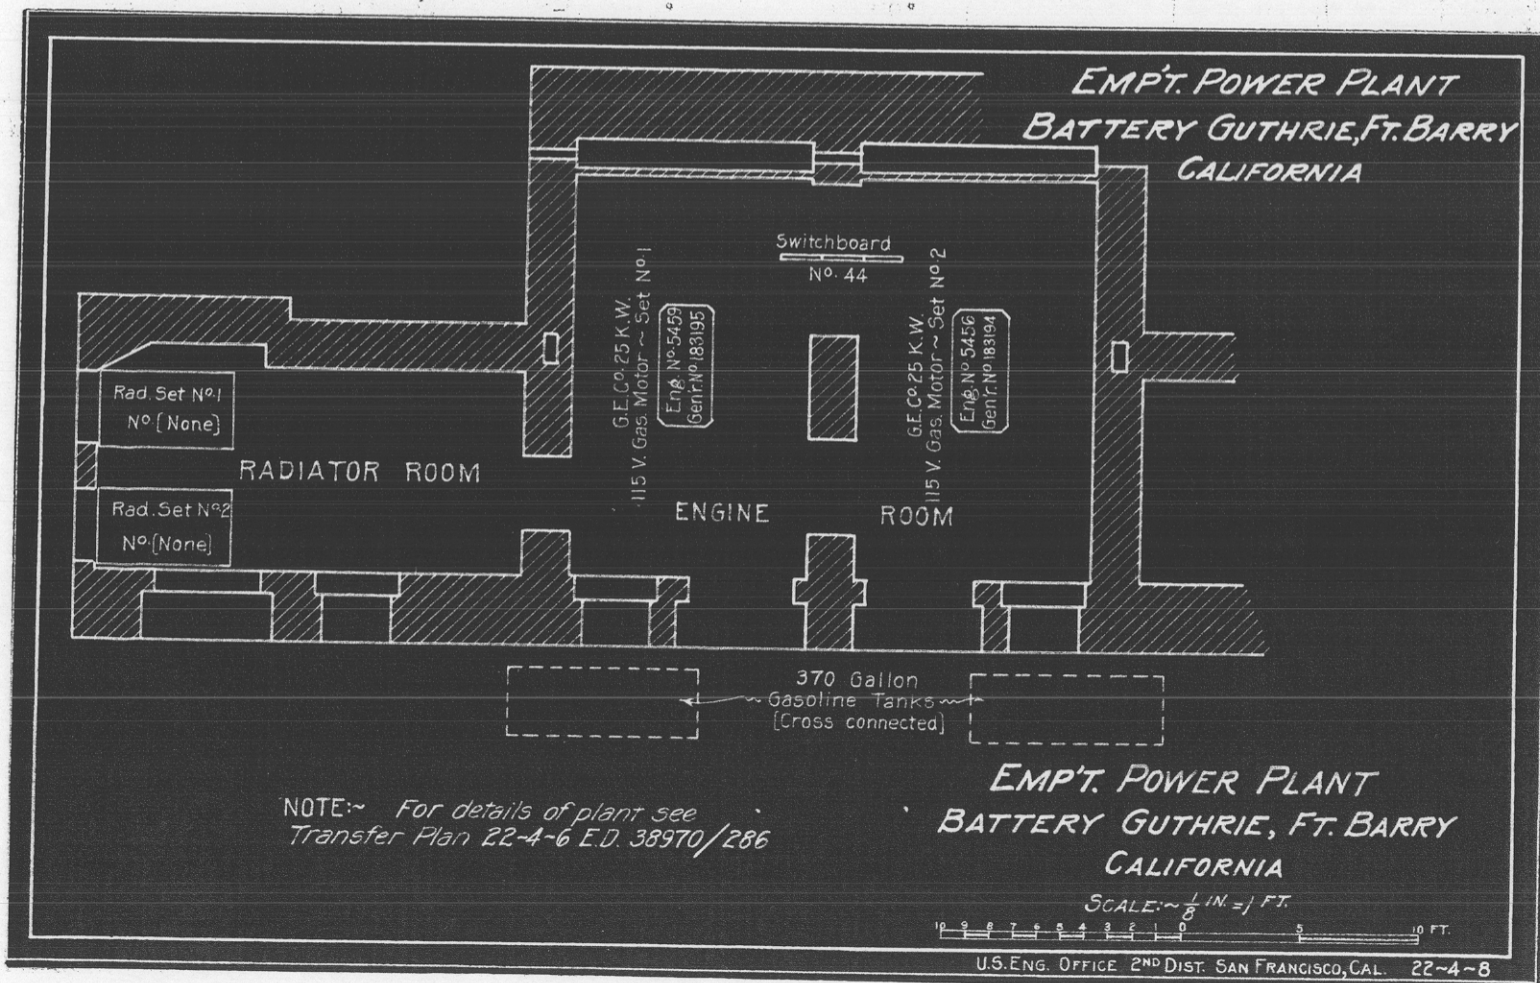 EMP'T. POWER PLANT
BATTERY GUTHRIE, FT. BARRY
CALIFORNIA
Switchboard
No. 44
G.E.Co. 25 K.W.
115 V. Gas. Motor ~ Set No. 1
Eng. No. 5459
Gen'r. No. 183195
G.E.Co. 25 K.W.
115 V. Gas. Motor ~ Set No. 2
Eng. No. 5456
Gen'r. No. 183194
Rad. Set No. 1
No. [None]
RADIATOR ROOM
Rad. Set No. 2
No. [None]
ENGINE ROOM
370 Gallon
Gasoline Tanks
[Cross connected]
NOTE:~ For details of plant see
Transfer Plan 22-4-6 E.D. 38970/286
EMP'T. POWER PLANT
BATTERY GUTHRIE, FT. BARRY
CALIFORNIA
SCALE:~ 1/8 IN. = 1 FT.
10 9 8 7 6 5 4 3 2 1 0 5 10 FT.
U.S. ENG. OFFICE 2ND DIST. SAN FRANCISCO, CAL. 22~4~8